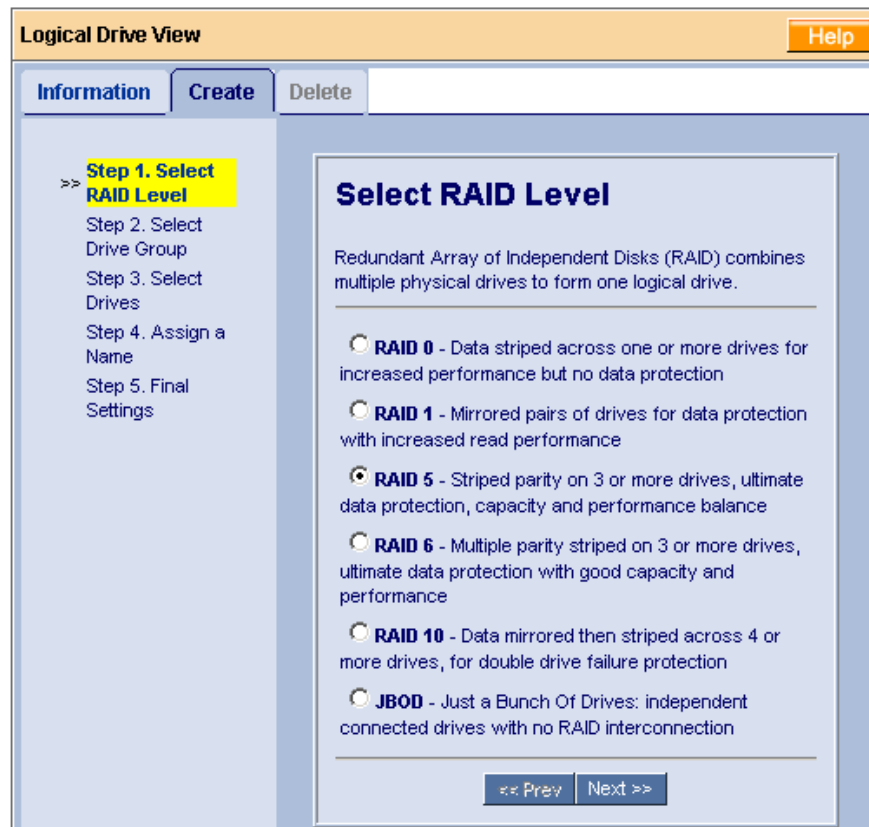 Logical Drive View
Help
Information
Create
Delete
>>
Step 1. Select
RAID Level
Step 2. Select
Drive Group
Step 3. Select
Drives
Step 4. Assign a
Name
Step 5. Final
Settings
Select RAID Level
Redundant Array of Independent Disks (RAID) combines
multiple physical drives to form one logical drive.
RAID 0 - Data striped across one or more drives for
increased performance but no data protection
RAID 1 - Mirrored pairs of drives for data protection
with increased read performance
RAID 5 - Striped parity on 3 or more drives, ultimate
data protection, capacity and performance balance
RAID 6 - Multiple parity striped on 3 or more drives,
ultimate data protection with good capacity and
performance
RAID 10 - Data mirrored then striped across 4 or
more drives, for double drive failure protection
JBOD - Just a Bunch Of Drives: independent
connected drives with no RAID interconnection
<< Prev
Next >>